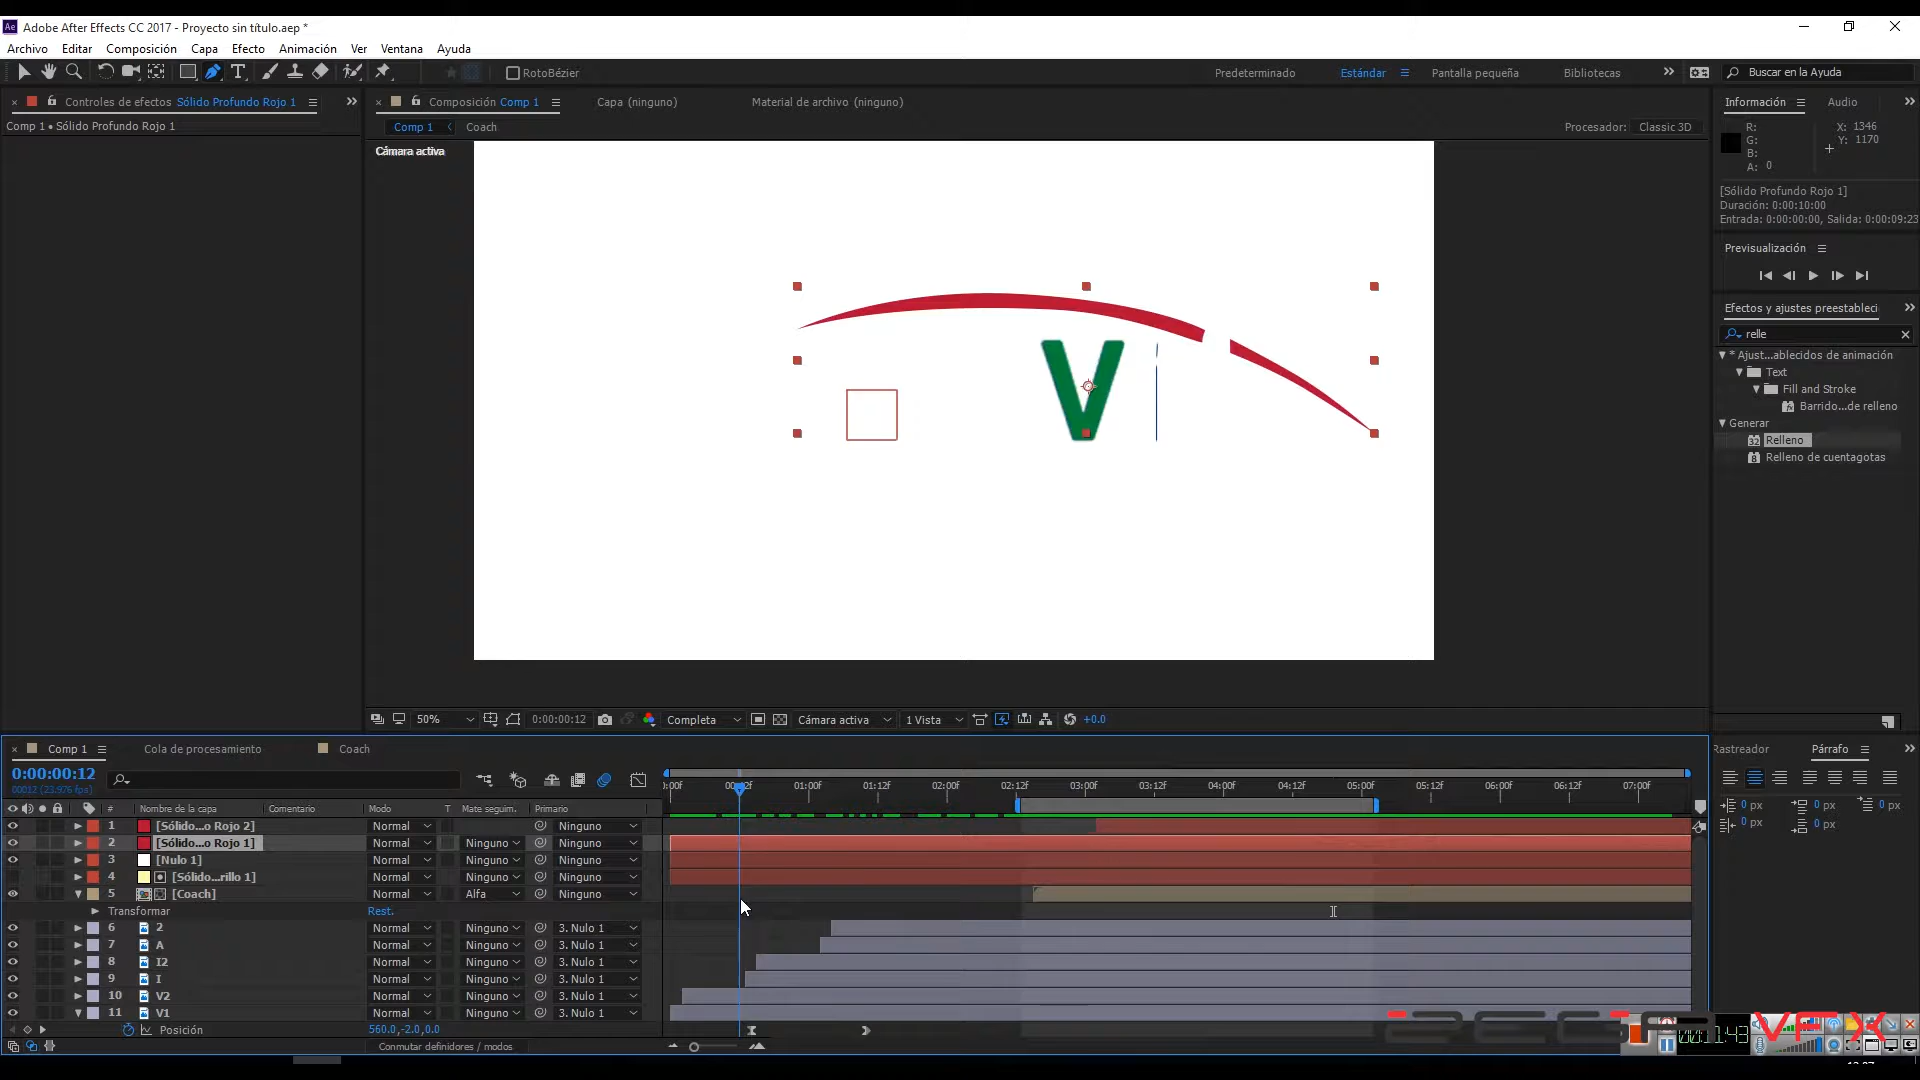 Adobe After Effects CC 2017 - Proyecto sin título.aep *
Archivo Editar Composición Capa Efecto Animación Ver Ventana Ayuda
RotoBézier
Predeterminado Estándar Pantalla pequeña Bibliotecas Buscar en la Ayuda
Controles de efectos Sólido Profundo Rojo 1
Composición Comp 1 Capa (ninguno) Material de archivo (ninguno)
Información Audio
Comp 1 • Sólido Profundo Rojo 1
Comp 1 Coach
Procesador: Classic 3D
R: X: 1346
G: Y: 1170
B:
A: 0
Cámara activa
[Sólido Profundo Rojo 1]
Duración: 0:00:10:00
Entrada: 0:00:00:00, Salida: 0:00:09:23
Previsualización
Efectos y ajustes preestableci
relle
* Ajust...ablecidos de animación
Text
Fill and Stroke
Barrido...de relleno
Generar
Relleno
Relleno de cuentagotas
V
50% 0:00:00:12 Completa Cámara activa 1 Vista +0.0
Comp 1 Cola de procesamiento Coach
Rastreador Párrafo
0:00:00:12
00012 (23.976 fps)
:00f 00:12f 01:00f 01:12f 02:00f 02:12f 03:00f 03:12f 04:00f 04:12f 05:00f 05:12f 06:00f 06:12f 07:00f
# Nombre de la capa Comentario Modo T Mate seguim. Primario
0 px 0 px 0 px
0 px 0 px
1 [Sólido...o Rojo 2] Normal Ninguno
2 [Sólido...o Rojo 1] Normal Ninguno Ninguno
3 [Nulo 1] Normal Ninguno Ninguno
4 [Sólido...rillo 1] Normal Ninguno Ninguno
5 [Coach] Normal Alfa Ninguno
Transformar Rest.
6 2 Normal Ninguno 3. Nulo 1
7 A Normal Ninguno 3. Nulo 1
8 I2 Normal Ninguno 3. Nulo 1
9 I Normal Ninguno 3. Nulo 1
10 V2 Normal Ninguno 3. Nulo 1
11 V1 Normal Ninguno 3. Nulo 1
Posición 560.0,-2.0,0.0
Conmutar definidores / modos
VFX